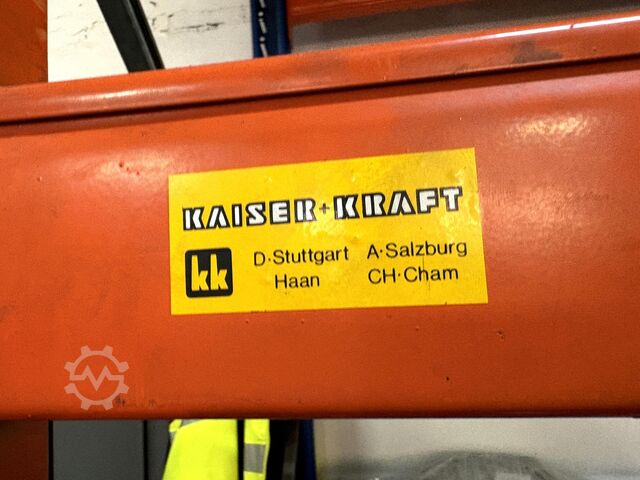 KAISER+KRAFT
kk
D·Stuttgart A·Salzburg
Haan CH·Cham